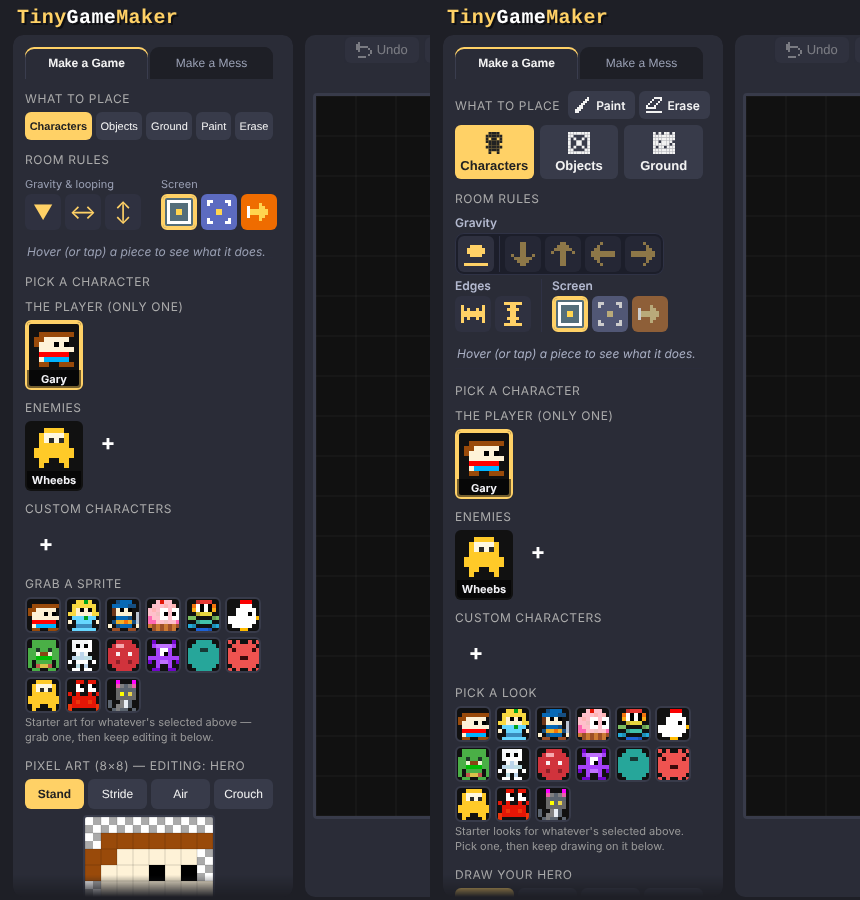 TinyGameMaker
Make a Game
Make a Mess
Undo
WHAT TO PLACE
Characters
Objects
Ground
Paint
Erase
ROOM RULES
Gravity & looping
Screen
Hover (or tap) a piece to see what it does.
PICK A CHARACTER
THE PLAYER (ONLY ONE)
Gary
ENEMIES
Wheebs
+
CUSTOM CHARACTERS
+
GRAB A SPRITE
Starter art for whatever's selected above —
grab one, then keep editing it below.
PIXEL ART (8×8) — EDITING: HERO
Stand
Stride
Air
Crouch
TinyGameMaker
Make a Game
Make a Mess
Undo
WHAT TO PLACE
Paint
Erase
Characters
Objects
Ground
ROOM RULES
Gravity
Edges
Screen
Hover (or tap) a piece to see what it does.
PICK A CHARACTER
THE PLAYER (ONLY ONE)
Gary
ENEMIES
Wheebs
+
CUSTOM CHARACTERS
+
PICK A LOOK
Starter looks for whatever's selected above.
Pick one, then keep drawing on it below.
DRAW YOUR HERO